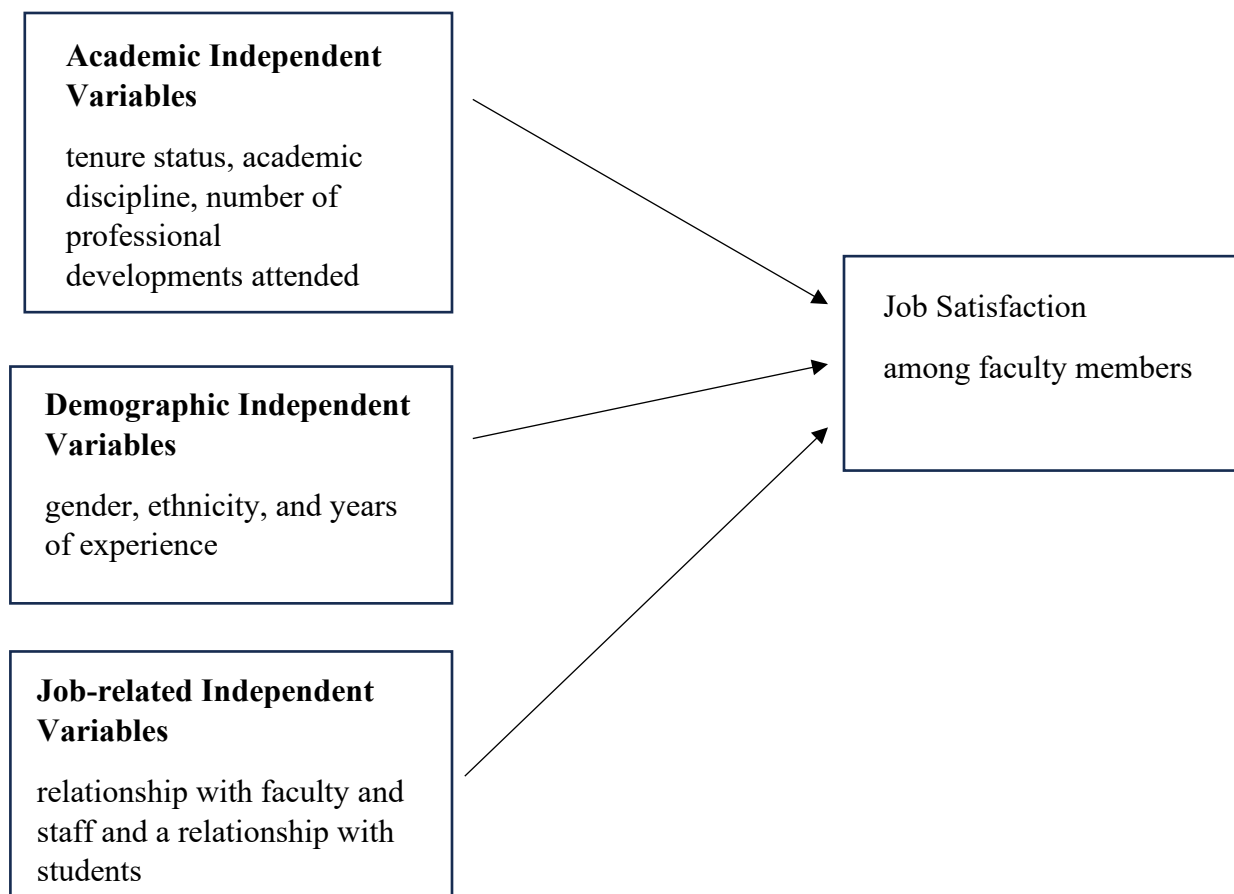 Academic Independent
Variables
tenure status, academic
discipline, number of
professional
developments attended
Demographic Independent
Variables
gender, ethnicity, and years
of experience
Job-related Independent
Variables
relationship with faculty and
staff and a relationship with
students
Job Satisfaction
among faculty members